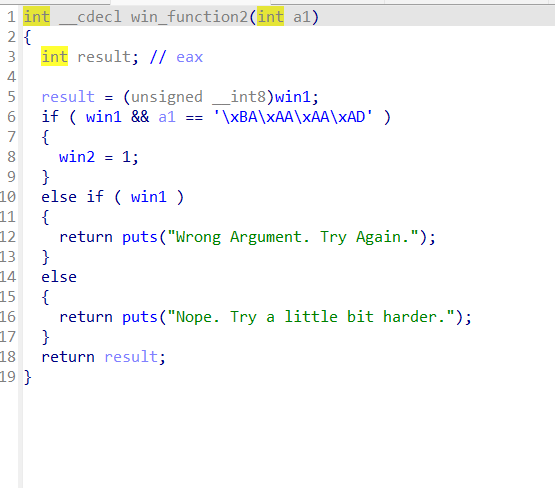 1 int __cdecl win_function2(int a1)
2 {
3   int result; // eax
4
5   result = (unsigned __int8)win1;
6   if ( win1 && a1 == '\xBA\xAA\xAA\xAD' )
7   {
8     win2 = 1;
9   }
10   else if ( win1 )
11   {
12     return puts("Wrong Argument. Try Again.");
13   }
14   else
15   {
16     return puts("Nope. Try a little bit harder.");
17   }
18   return result;
19 }